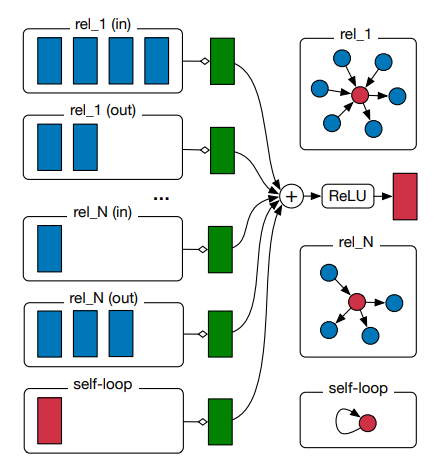 rel_1 (in)
rel_1 (out)
...
rel_N (in)
rel_N (out)
self-loop
+
ReLU
rel_1
rel_N
self-loop